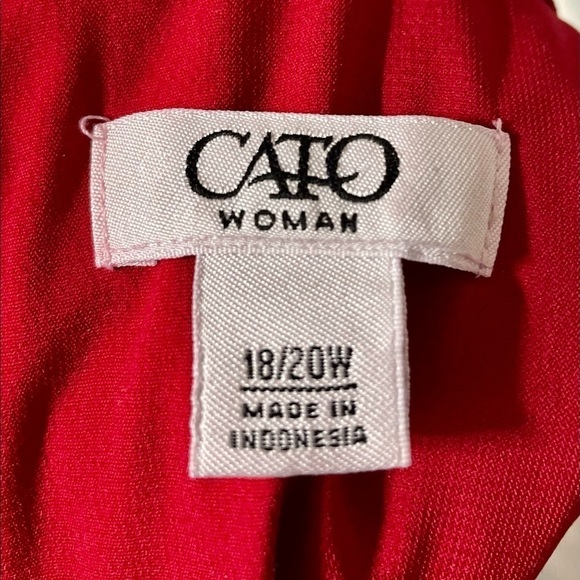 CATO
WOMAN
18/20W
MADE IN
INDONESIA